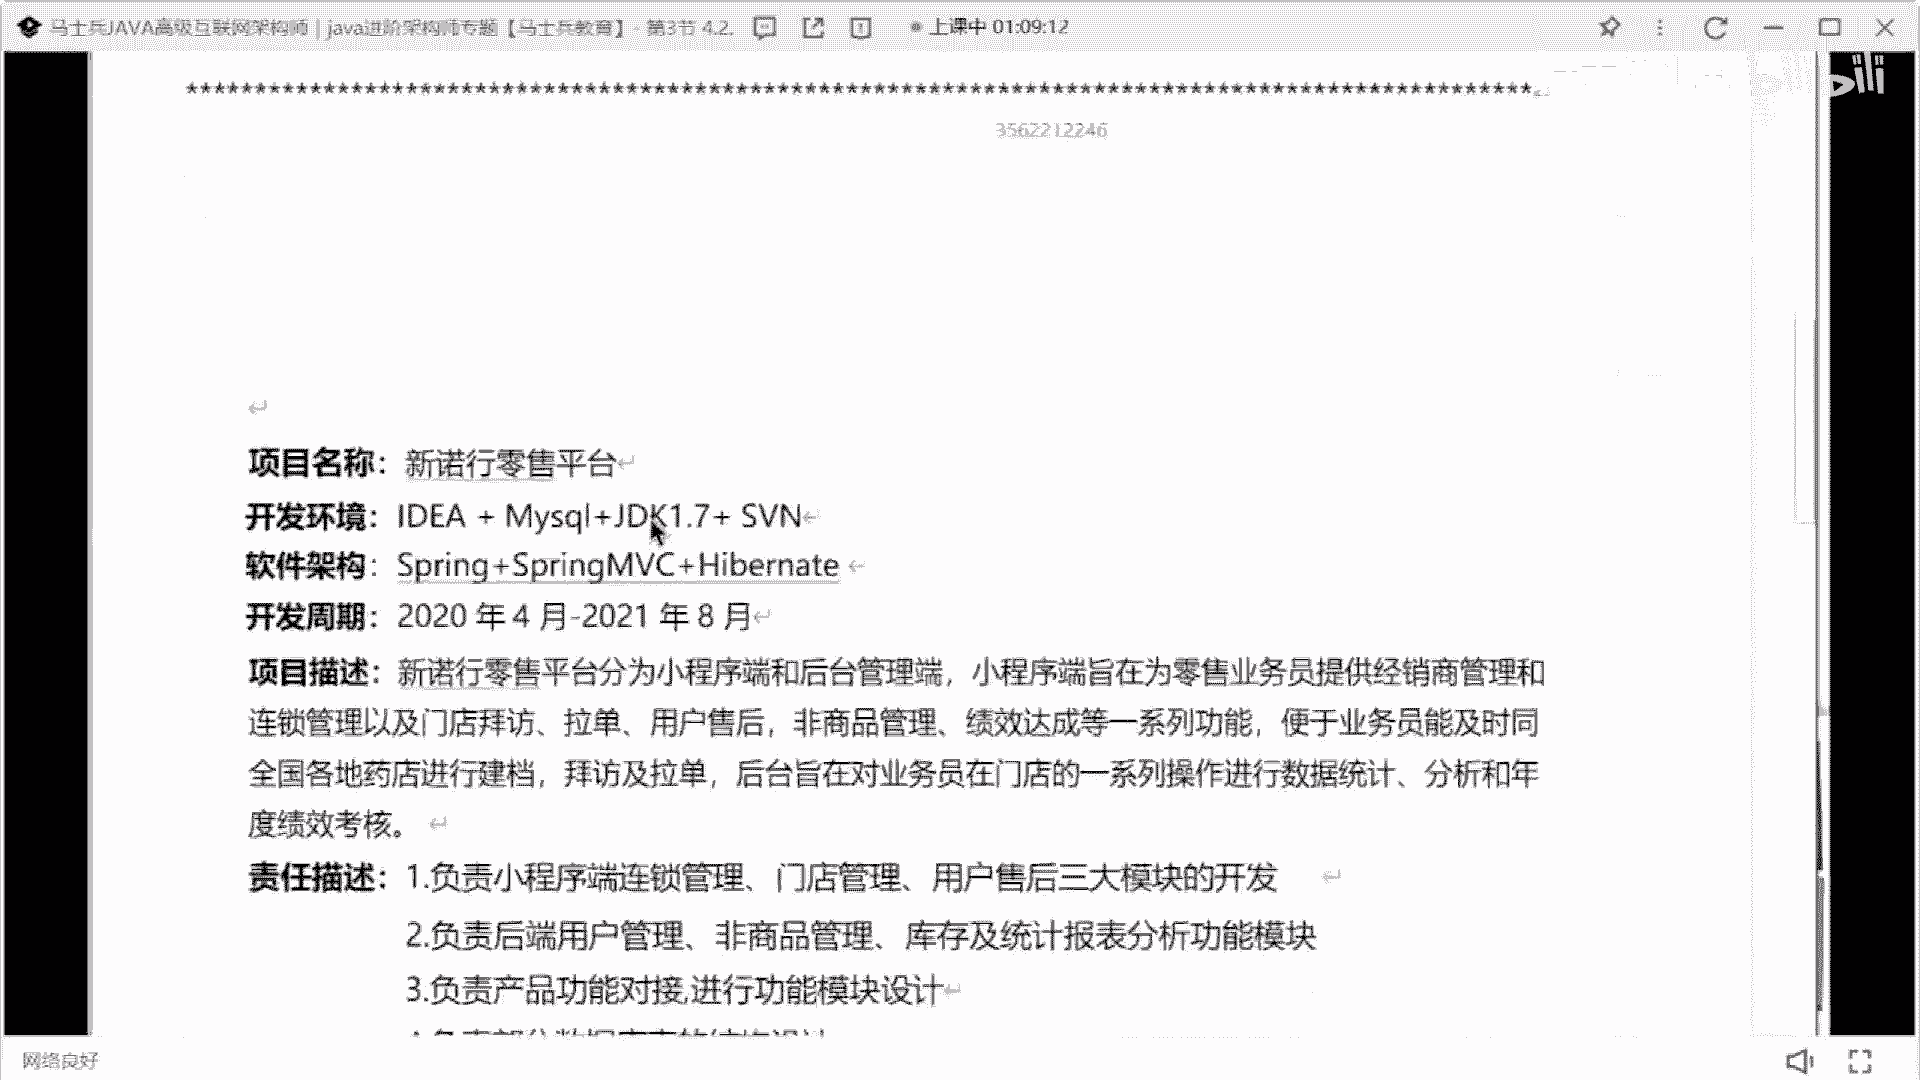 马士兵JAVA高级互联网架构师 | java进阶架构师专题【马士兵教育】- 第3节 4.2. 上课中 01:09:12
*************************************************************************************************
3562212246
项目名称：新诺行零售平台
开发环境：IDEA + Mysql+JDK1.7+ SVN
软件架构：Spring+SpringMVC+Hibernate
开发周期：2020 年 4 月-2021 年 8 月
项目描述：新诺行零售平台分为小程序端和后台管理端，小程序端旨在为零售业务员提供经销商管理和
连锁管理以及门店拜访、拉单、用户售后，非商品管理、绩效达成等一系列功能，便于业务员能及时同
全国各地药店进行建档，拜访及拉单，后台旨在对业务员在门店的一系列操作进行数据统计、分析和年
度绩效考核。
责任描述：1.负责小程序端连锁管理、门店管理、用户售后三大模块的开发
2.负责后端用户管理、非商品管理、库存及统计报表分析功能模块
3.负责产品功能对接,进行功能模块设计
网络良好